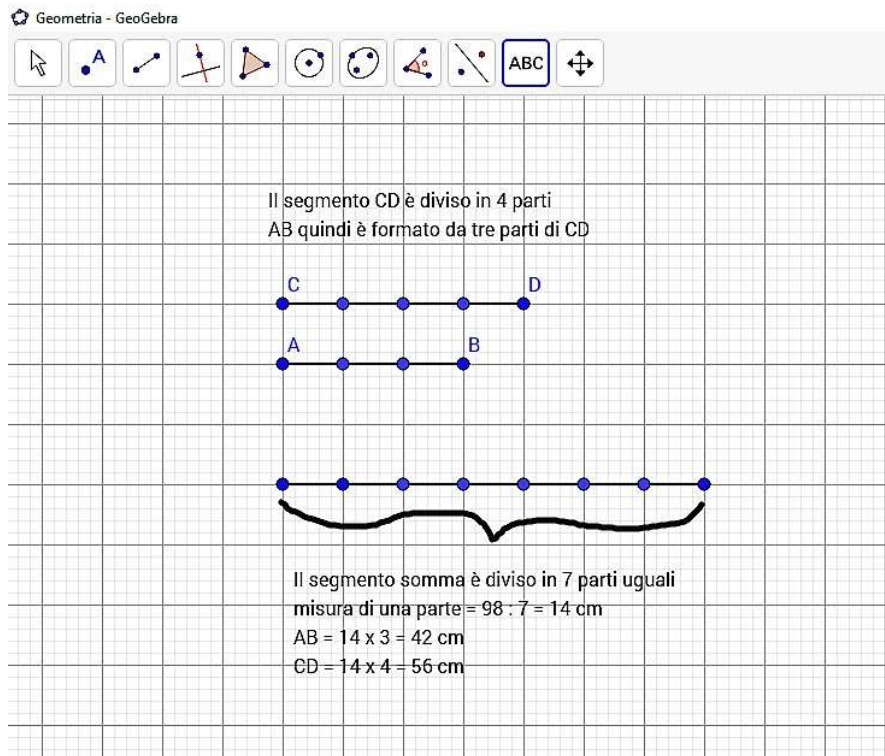 Geometria - GeoGebra
A
α
ABC
Il segmento CD è diviso in 4 parti
AB quindi è formato da tre parti di CD
C D
A B
Il segmento somma è diviso in 7 parti uguali
misura di una parte = 98 : 7 = 14 cm
AB = 14 x 3 = 42 cm
CD = 14 x 4 = 56 cm